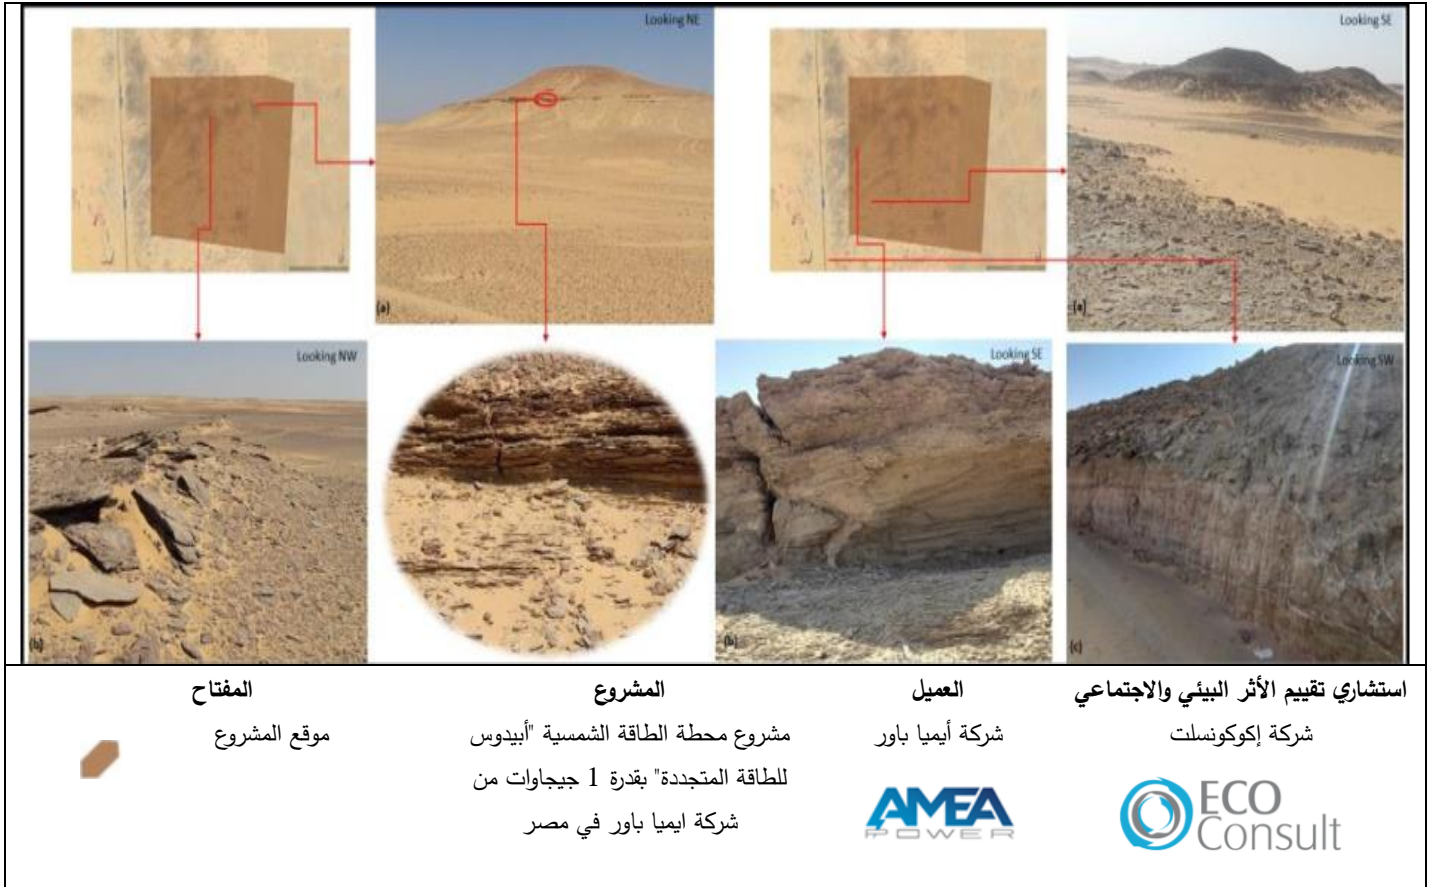 Looking NE
Looking SE
(a)
(a)
Looking NW
Looking SE
Looking SW
(b)
(b)
(c)
استشاري تقييم الأثر البيئي والاجتماعي
شركة إكوكونسلت
ECO
Consult
العميل
شركة أيميا باور
AMEA
POWER
المشروع
مشروع محطة الطاقة الشمسية "أبيدوس
للطاقة المتجددة" بقدرة 1 جيجاوات من
شركة ايميا باور في مصر
المفتاح
موقع المشروع